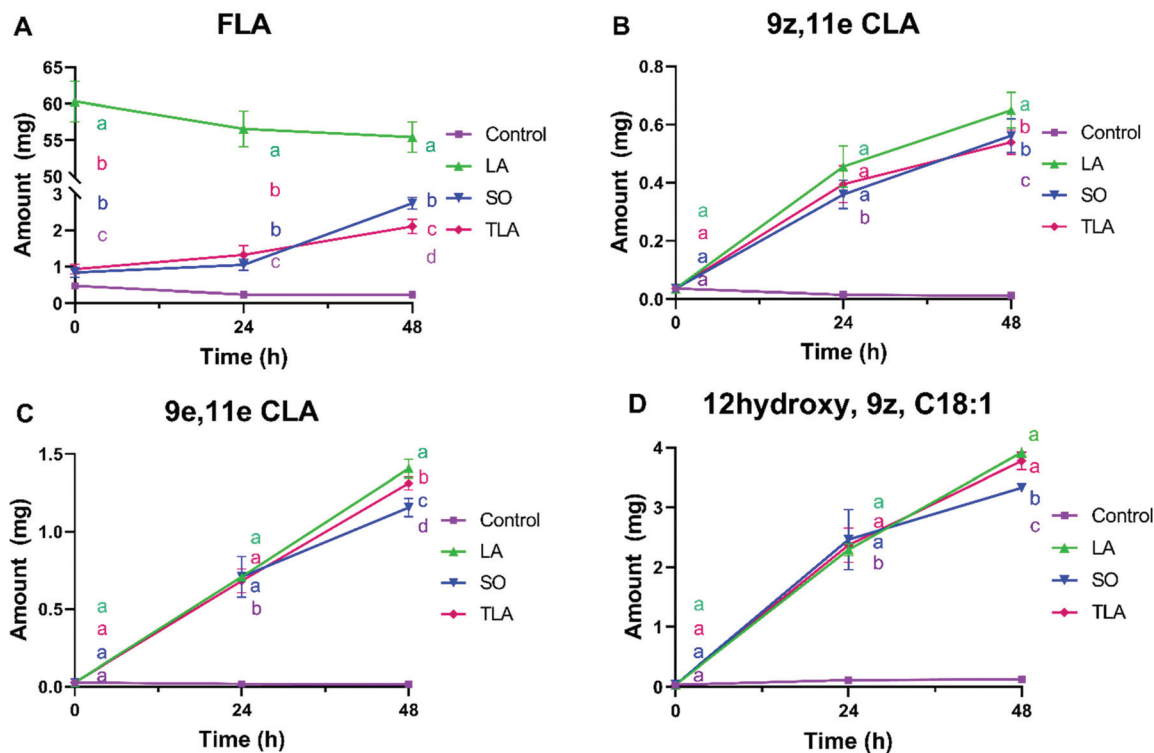 A FLA
65
60
55
50
3
2
1
0
Amount (mg)
a a a
b b b
b b c
c c d
Control
LA
SO
TLA
0 24 48
Time (h)
B 9z,11e CLA
0.8
0.6
0.4
0.2
0.0
Amount (mg)
a a a
a a b
a a b
a b c
Control
LA
SO
TLA
0 24 48
Time (h)
C 9e,11e CLA
1.5
1.0
0.5
0.0
Amount (mg)
a a a
a a b
a a c
a b d
Control
LA
SO
TLA
0 24 48
Time (h)
D 12hydroxy, 9z, C18:1
4
3
2
1
0
Amount (mg)
a a a
a a a
a a b
a b c
Control
LA
SO
TLA
0 24 48
Time (h)